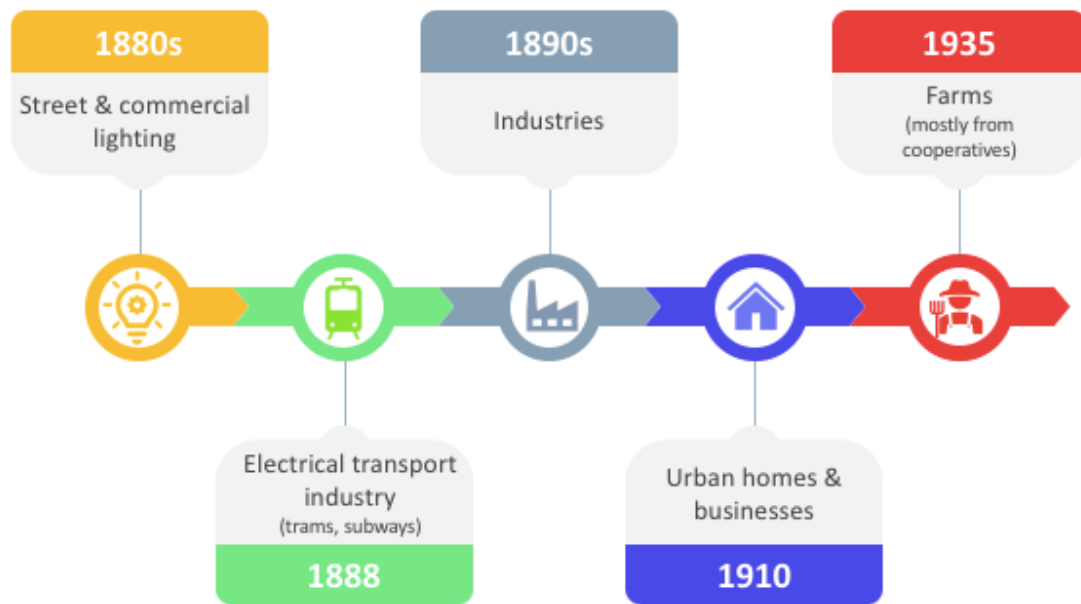 1880s
Street & commercial
lighting
Electrical transport
industry
(trams, subways)
1888
1890s
Industries
Urban homes &
businesses
1910
1935
Farms
(mostly from
cooperatives)